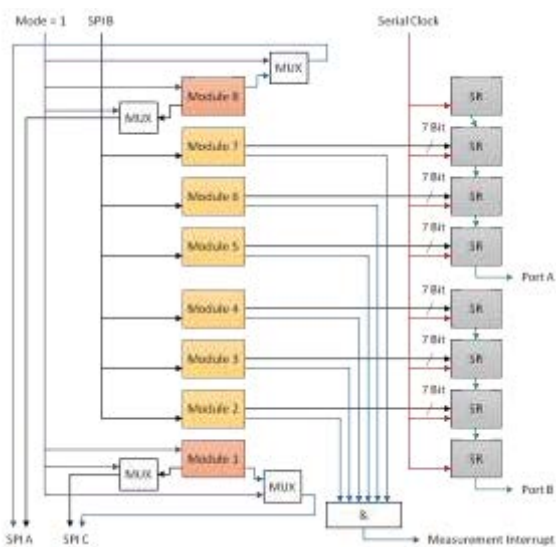 Mode = 1 SPI B Serial Clock
MUX
Module 8 SR
MUX
7 Bit
Module 7 SR
7 Bit
Module 6 SR
7 Bit
Module 5 SR
Port A
7 Bit
Module 4 SR
7 Bit
Module 3 SR
7 Bit
Module 2 SR
Module 1 SR
MUX
MUX
Port B
&
SPI A SPI C Measurement Interrupt